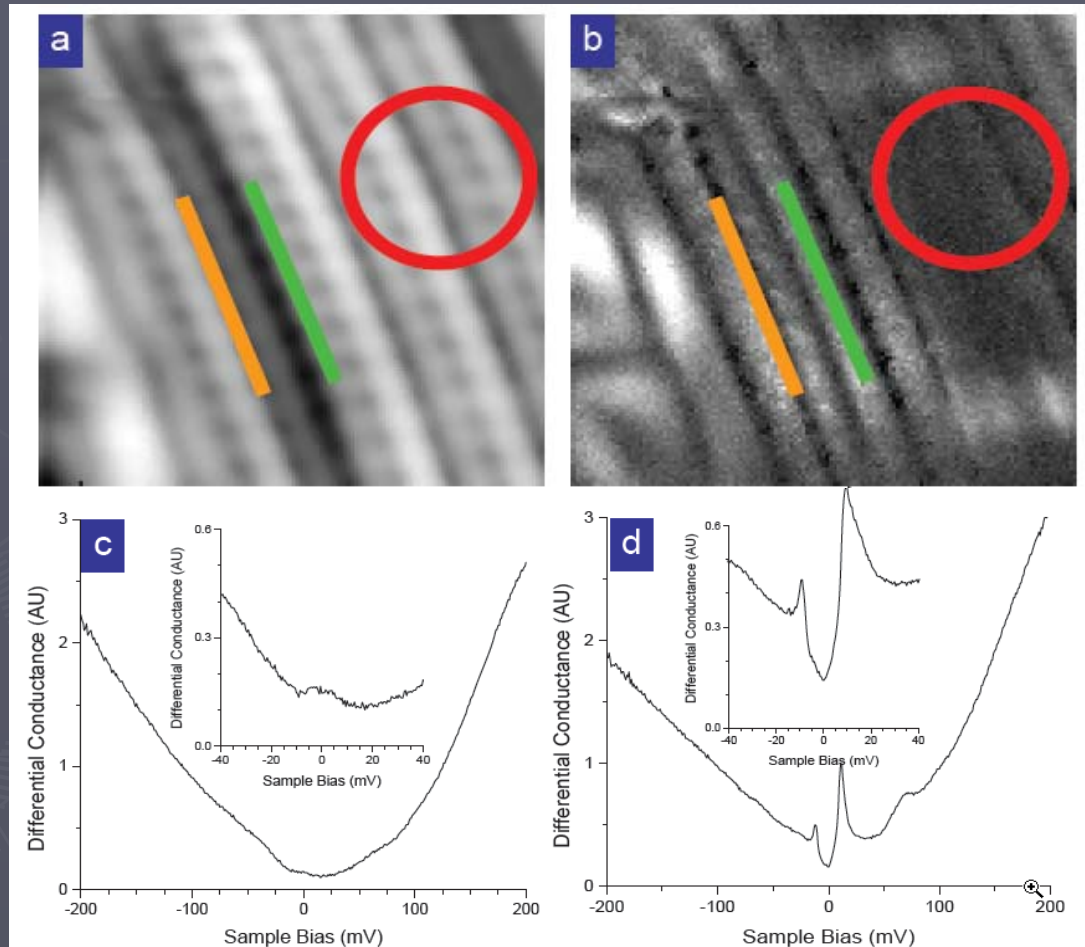 a
b
c
3
2
1
0
-200
-100
0
100
200
Differential Conductance (AU)
Sample Bias (mV)
0.6
0.3
0.0
-40
-20
0
20
40
Differential Conductance (AU)
Sample Bias (mV)
d
3
2
1
0
-200
-100
0
100
200
Differential Conductance (AU)
Sample Bias (mV)
0.6
0.3
0.0
-40
-20
0
20
40
Differential Conductance (AU)
Sample Bias (mV)